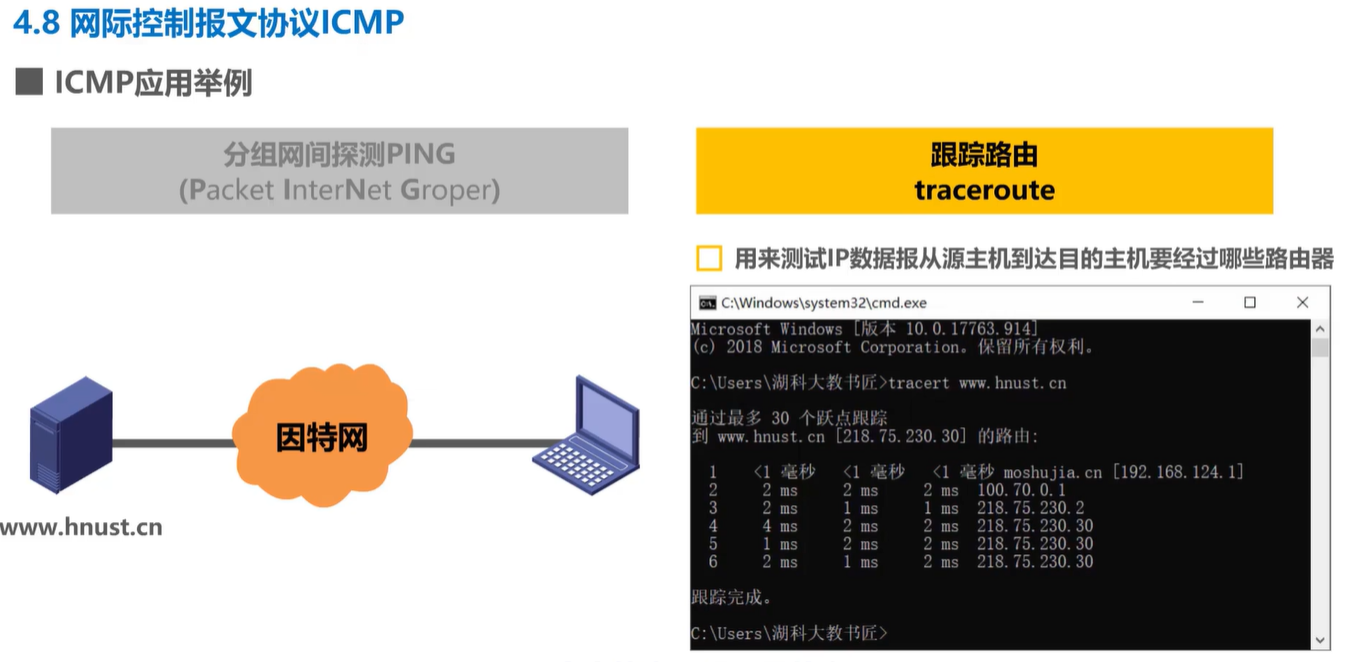 4.8 网际控制报文协议ICMP
ICMP应用举例
分组网间探测PING
(Packet InterNet Groper)
跟踪路由
traceroute
用来测试IP数据报从源主机到达目的主机要经过哪些路由器
因特网
www.hnust.cn
C:\Windows\system32\cmd.exe
Microsoft Windows [版本 10.0.17763.914]
(c) 2018 Microsoft Corporation。保留所有权利。
C:\Users\湖科大教书匠>tracert www.hnust.cn
通过最多 30 个跃点跟踪
到 www.hnust.cn [218.75.230.30] 的路由:
1 <1 毫秒 <1 毫秒 <1 毫秒 moshujia.cn [192.168.124.1]
2 2 ms 2 ms 2 ms 100.70.0.1
3 2 ms 1 ms 1 ms 218.75.230.2
4 4 ms 2 ms 2 ms 218.75.230.30
5 1 ms 2 ms 2 ms 218.75.230.30
6 2 ms 1 ms 2 ms 218.75.230.30
跟踪完成。
C:\Users\湖科大教书匠>